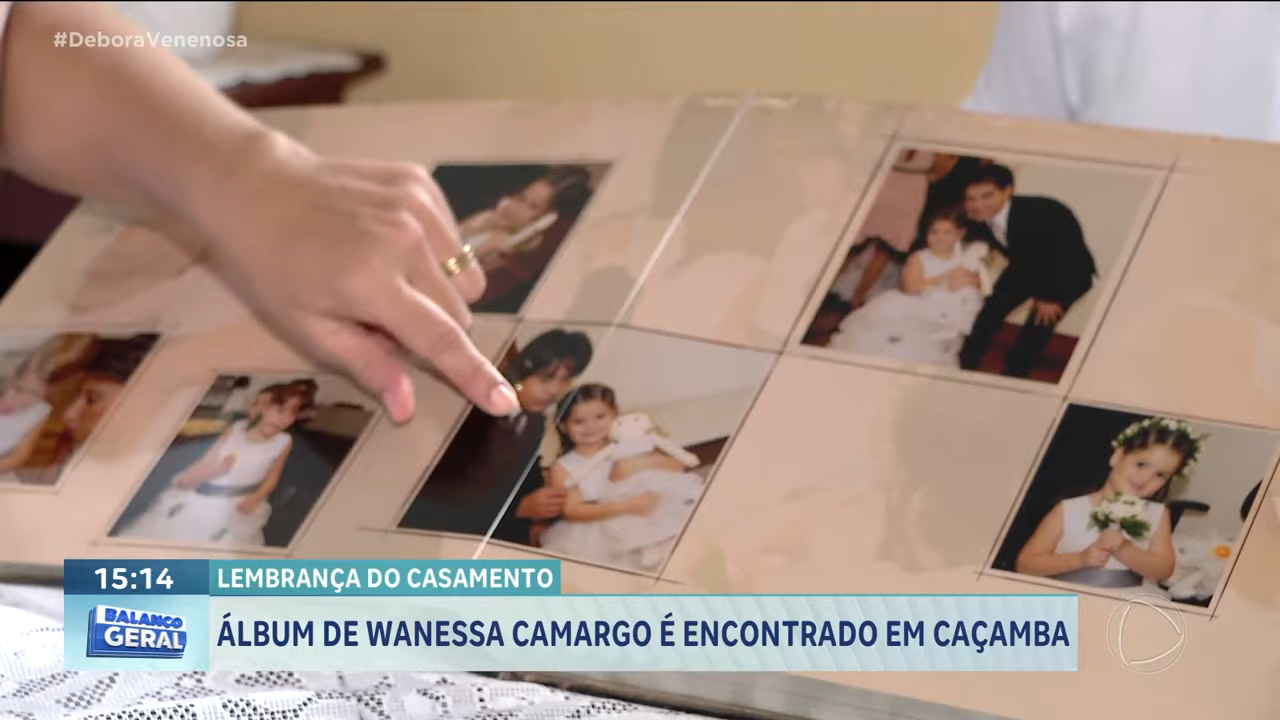 #DeboraVenenosa
15:14
LEMBRANÇA DO CASAMENTO
BALANÇO
GERAL
ÁLBUM DE WANESSA CAMARGO É ENCONTRADO EM CAÇAMBA